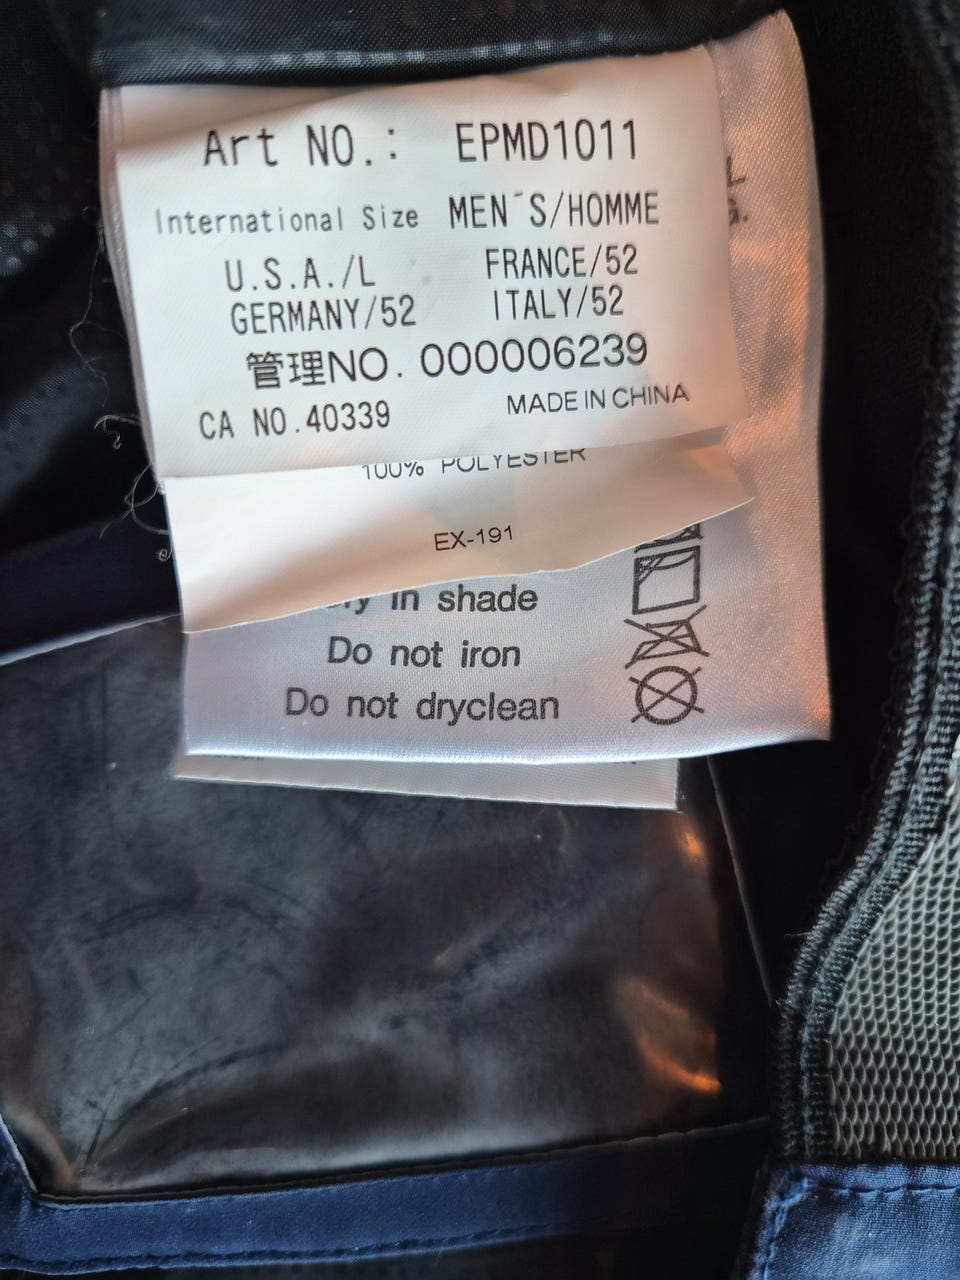 Art NO.: EPMD1011
International Size MEN´S/HOMME
U.S.A./L FRANCE/52
GERMANY/52 ITALY/52
管理NO. 000006239
CA NO.40339 MADE IN CHINA
100% POLYESTER
EX-191
in shade
Do not iron
Do not dryclean